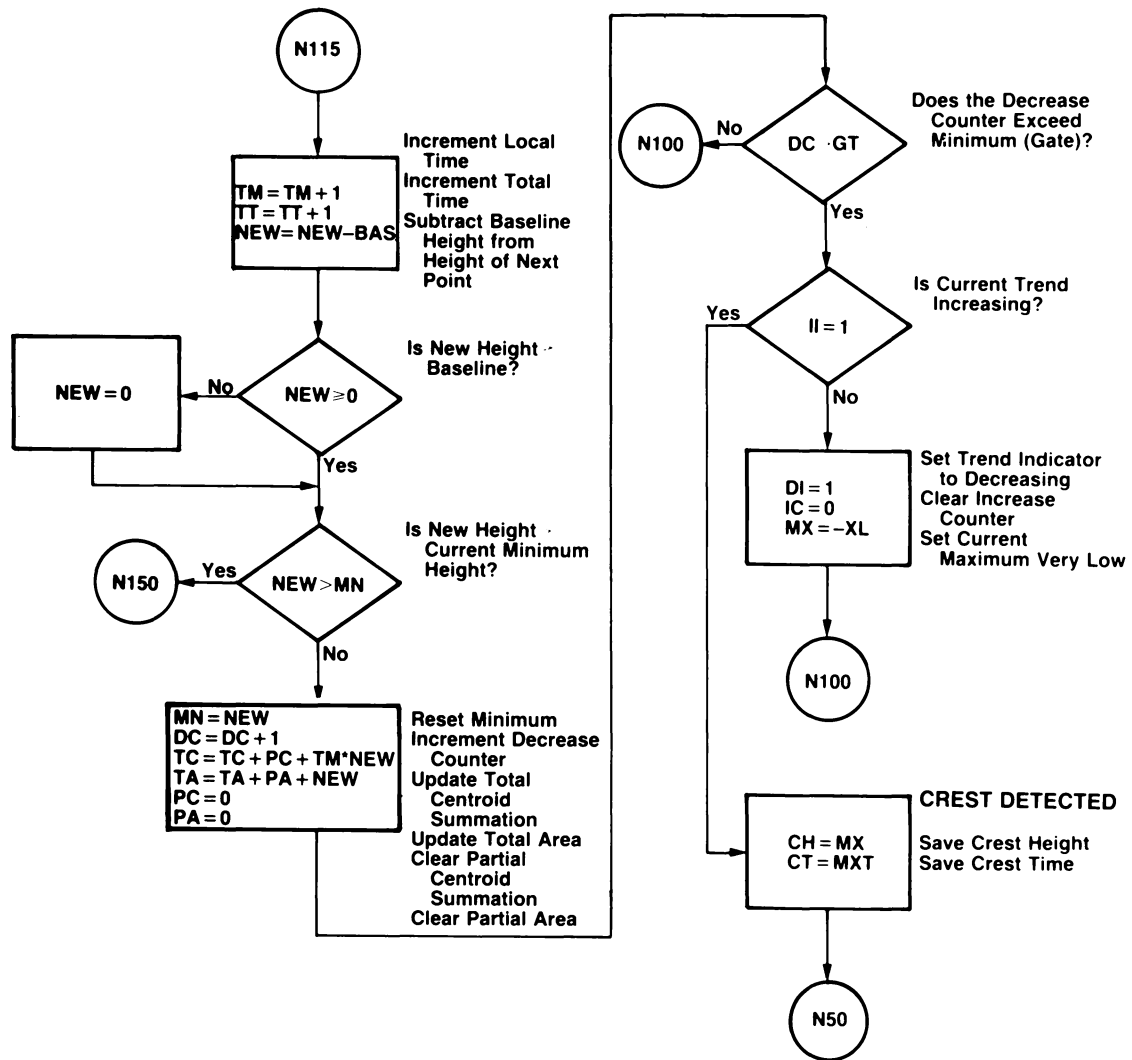 N115
TM = TM + 1
TT = TT + 1
NEW = NEW–BAS
Increment Local
Time
Increment Total
Time
Subtract Baseline
Height from
Height of Next
Point
NEW ≥ 0
Is New Height
Baseline?
No
NEW = 0
Yes
NEW > MN
Is New Height
Current Minimum
Height?
Yes
N150
No
MN = NEW
DC = DC + 1
TC = TC + PC + TM*NEW
TA = TA + PA + NEW
PC = 0
PA = 0
Reset Minimum
Increment Decrease
Counter
Update Total
Centroid
Summation
Update Total Area
Clear Partial
Centroid
Summation
Clear Partial Area
DC · GT
Does the Decrease
Counter Exceed
Minimum (Gate)?
No
N100
Yes
II = 1
Is Current Trend
Increasing?
Yes
No
DI = 1
IC = 0
MX = –XL
Set Trend Indicator
to Decreasing
Clear Increase
Counter
Set Current
Maximum Very Low
N100
CREST DETECTED
CH = MX
CT = MXT
Save Crest Height
Save Crest Time
N50